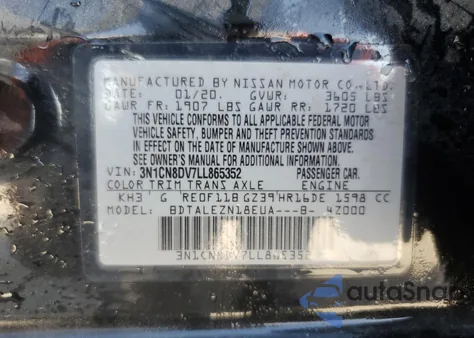 MANUFACTURED BY NISSAN MOTOR CO.,LTD.
DATE: 01/20. GVWR: 3605 LBS
GAWR FR: 1907 LBS GAWR RR: 1720 LBS
THIS VEHICLE CONFORMS TO ALL APPLICABLE FEDERAL MOTOR
VEHICLE SAFETY, BUMPER AND THEFT PREVENTION STANDARDS
IN EFFECT ON THE DATE OF MANUFACTURE SHOWN ABOVE.
SEE OWNER'S MANUAL FOR ADDITIONAL INFORMATION.
VIN: 3N1CN8DV7LL865352 PASSENGER CAR
COLOR TRIM TRANS AXLE ENGINE
KH3 G RE0F11B GZ39 HR16DE 1598 CC
MODEL: BDTALEZN18EUA---B- 4Z000
3N1CN8DV7LL865352
autoSnap